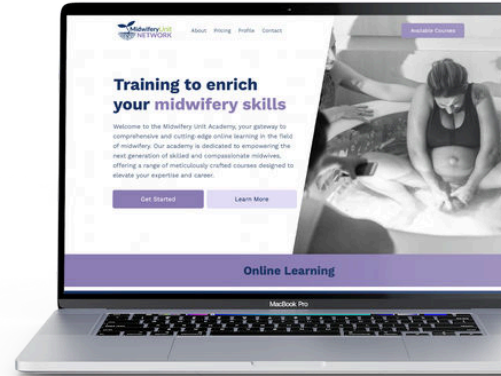 MidwiferyUnit
NETWORK
About Pricing Profile Contact
Available Courses
Training to enrich
your midwifery skills
Welcome to the Midwifery Unit Academy, your gateway to
comprehensive and cutting-edge online learning in the field
of midwifery. Our academy is dedicated to empowering the
next generation of skilled and compassionate midwives,
offering a range of meticulously crafted courses designed to
elevate your expertise and career.
Get Started
Learn More
Online Learning
MacBook Pro